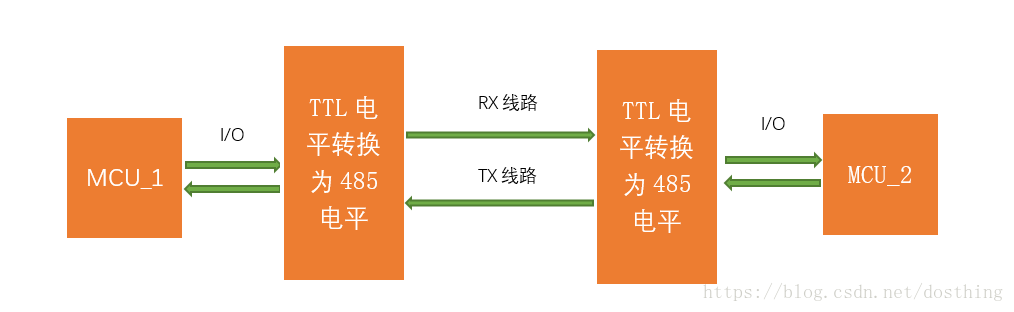 MCU_1
I/O
TTL 电
平转换
为 485
电平
RX 线路
TX 线路
TTL 电
平转换
为 485
电平
I/O
MCU_2
https://blog.csdn.net/dosthing